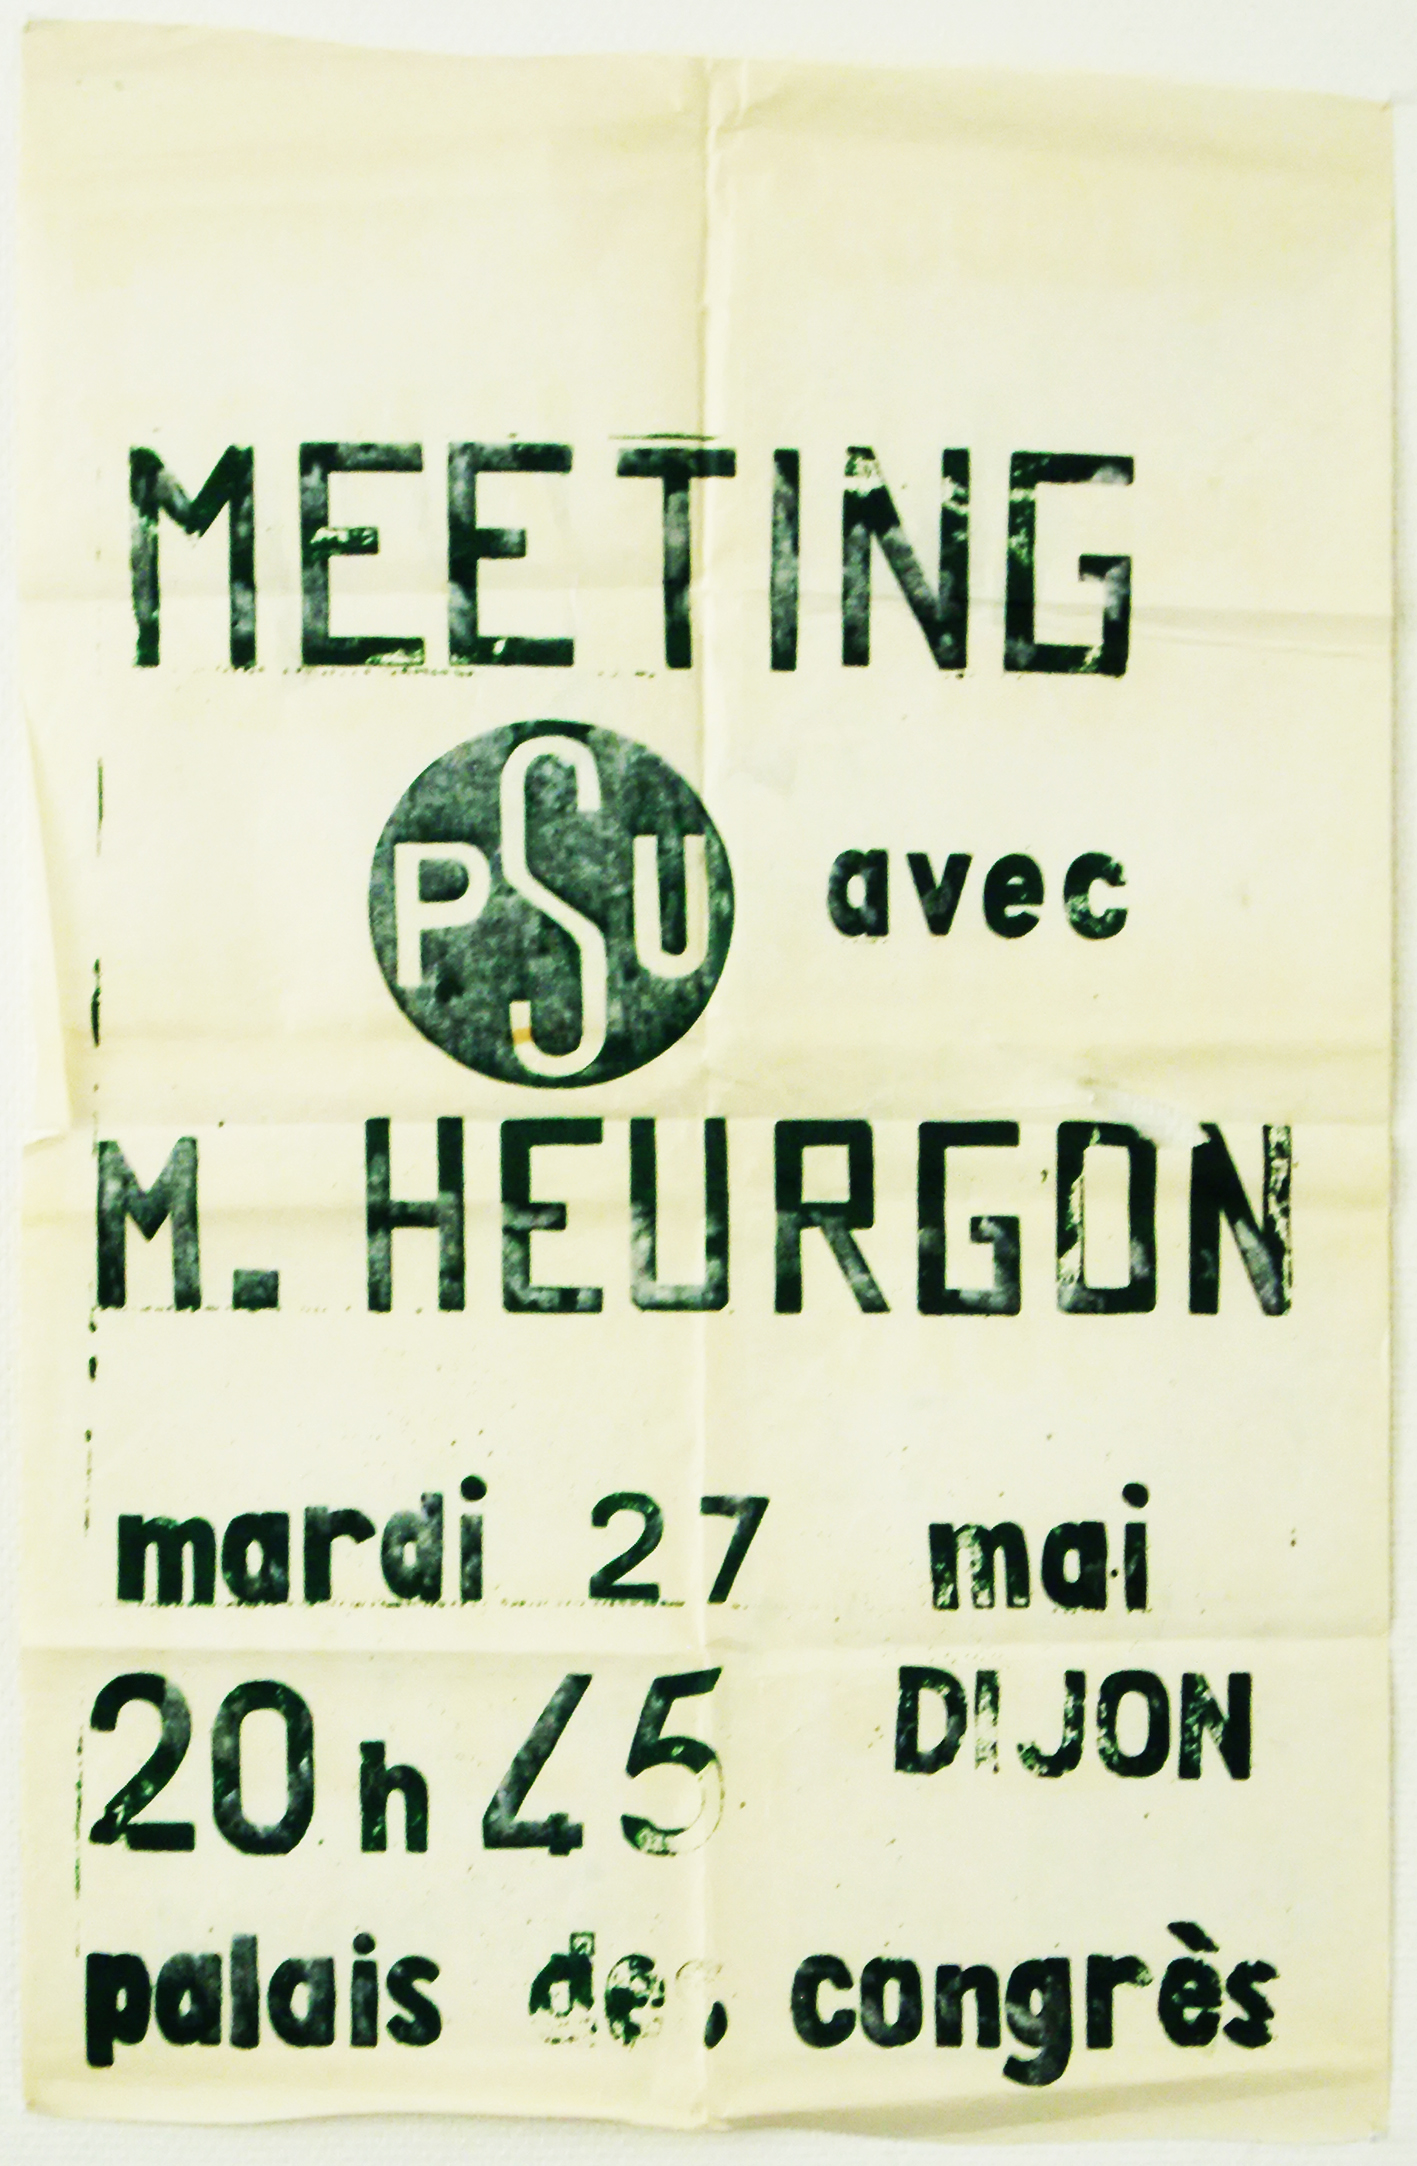 MEETING
PSU avec
M. HEURGON
mardi 27 mai
20h45 DIJON
palais des congrès